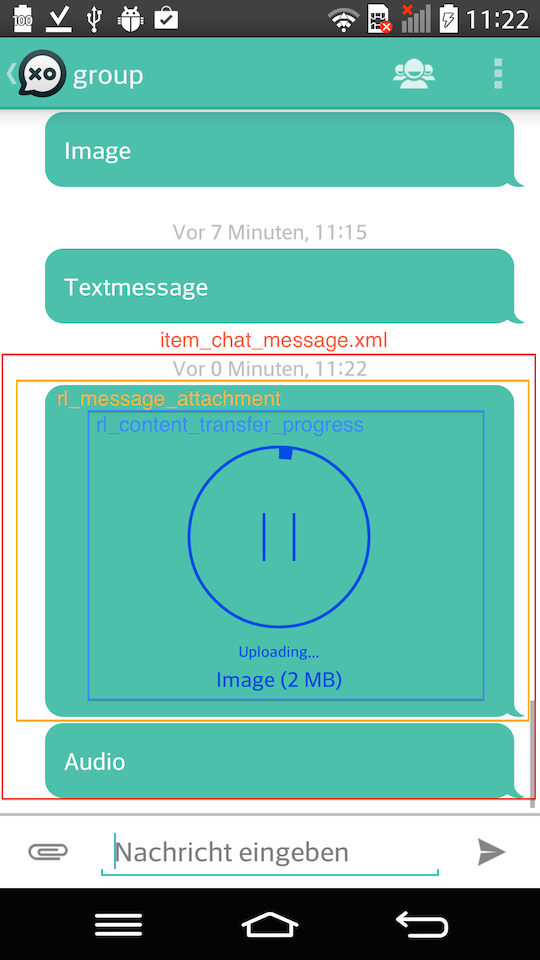 100
11:22
xo
group
Image
Vor 7 Minuten, 11:15
Textmessage
item_chat_message.xml
Vor 0 Minuten, 11:22
rl_message_attachment
rl_content_transfer_progress
Uploading...
Image (2 MB)
Audio
Nachricht eingeben